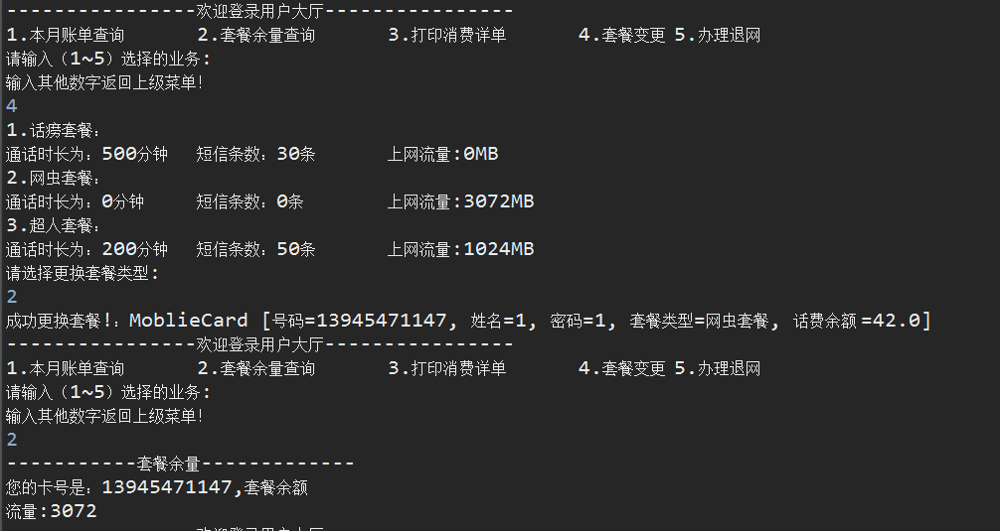 ----------------欢迎登录用户大厅----------------
1.本月账单查询 2.套餐余量查询 3.打印消费详单 4.套餐变更 5.办理退网
请输入（1~5）选择的业务:
输入其他数字返回上级菜单!
4
1.话痨套餐:
通话时长为: 500分钟 短信条数: 30条 上网流量:0MB
2.网虫套餐:
通话时长为: 0分钟 短信条数: 0条 上网流量:3072MB
3.超人套餐:
通话时长为: 200分钟 短信条数: 50条 上网流量:1024MB
请选择更换套餐类型:
2
成功更换套餐!: MoblieCard [号码=13945471147, 姓名=1, 密码=1, 套餐类型=网虫套餐, 话费余额=42.0]
----------------欢迎登录用户大厅----------------
1.本月账单查询 2.套餐余量查询 3.打印消费详单 4.套餐变更 5.办理退网
请输入（1~5）选择的业务:
输入其他数字返回上级菜单!
2
-----------套餐余量-------------
您的卡号是: 13945471147,套餐余额
流量:3072
----------------欢迎登录用户大厅----------------